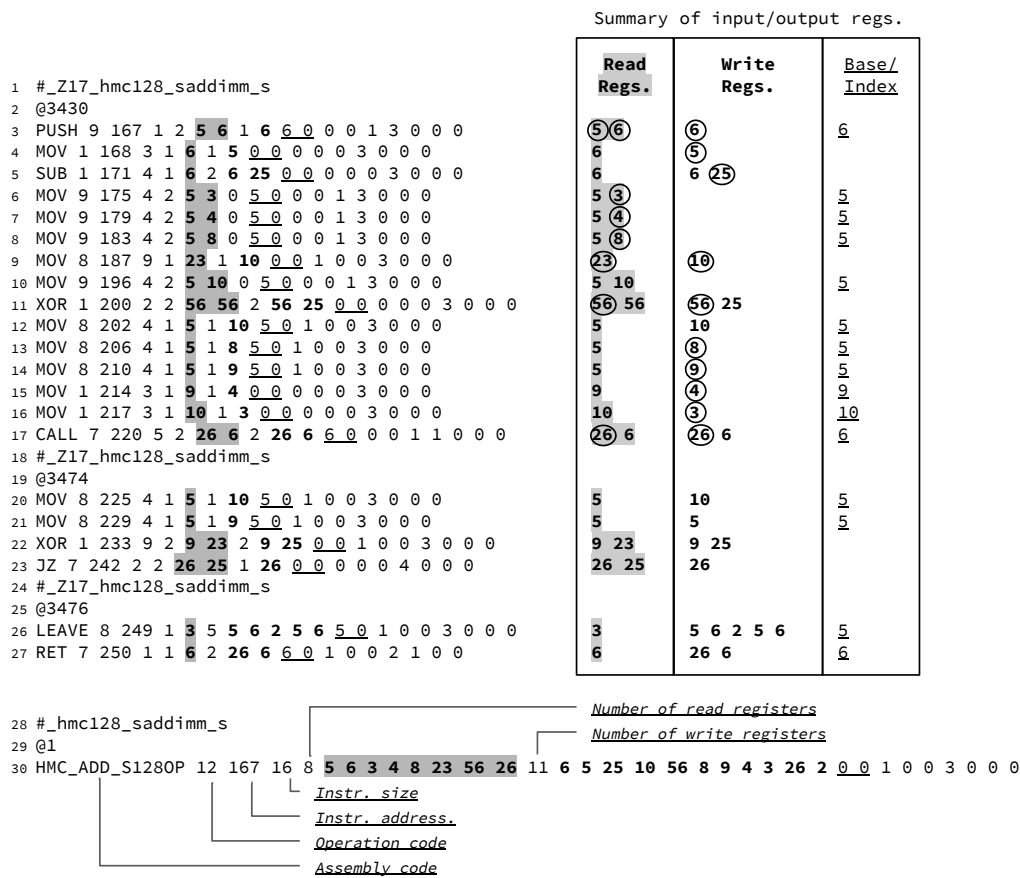 Summary of input/output regs.
Read Regs. Write Regs. Base/Index
1 #_Z17_hmc128_saddimm_s
2 @3430
3 PUSH 9 167 1 2 5 6 1 6 6 0 0 0 1 3 0 0 0 5 6 6 6
4 MOV 1 168 3 1 6 1 5 0 0 0 0 0 3 0 0 0 6 5
5 SUB 1 171 4 1 6 2 6 25 0 0 0 0 0 3 0 0 0 6 6 25
6 MOV 9 175 4 2 5 3 0 5 0 0 0 1 3 0 0 0 5 3 5
7 MOV 9 179 4 2 5 4 0 5 0 0 0 1 3 0 0 0 5 4 5
8 MOV 9 183 4 2 5 8 0 5 0 0 0 1 3 0 0 0 5 8 5
9 MOV 8 187 9 1 23 1 10 0 0 1 0 0 3 0 0 0 23 10
10 MOV 9 196 4 2 5 10 0 5 0 0 0 1 3 0 0 0 5 10 5
11 XOR 1 200 2 2 56 56 2 56 25 0 0 0 0 0 3 0 0 0 56 56 56 25
12 MOV 8 202 4 1 5 1 10 5 0 1 0 0 3 0 0 0 5 10 5
13 MOV 8 206 4 1 5 1 8 5 0 1 0 0 3 0 0 0 5 8 5
14 MOV 8 210 4 1 5 1 9 5 0 1 0 0 3 0 0 0 5 9 5
15 MOV 1 214 3 1 9 1 4 0 0 0 0 0 3 0 0 0 9 4 9
16 MOV 1 217 3 1 10 1 3 0 0 0 0 0 3 0 0 0 10 3 10
17 CALL 7 220 5 2 26 6 2 26 6 6 0 0 0 1 1 0 0 0 26 6 26 6 6
18 #_Z17_hmc128_saddimm_s
19 @3474
20 MOV 8 225 4 1 5 1 10 5 0 1 0 0 3 0 0 0 5 10 5
21 MOV 8 229 4 1 5 1 9 5 0 1 0 0 3 0 0 0 5 5 5
22 XOR 1 233 9 2 9 23 2 9 25 0 0 1 0 0 3 0 0 0 9 23 9 25
23 JZ 7 242 2 2 26 25 1 26 0 0 0 0 0 4 0 0 0 26 25 26
24 #_Z17_hmc128_saddimm_s
25 @3476
26 LEAVE 8 249 1 3 5 5 6 2 5 6 5 0 1 0 0 3 0 0 0 3 5 6 2 5 6 5
27 RET 7 250 1 1 6 2 26 6 6 0 1 0 0 2 1 0 0 6 26 6 6
28 #_hmc128_saddimm_s
29 @1
30 HMC_ADD_S128OP 12 167 16 8 5 6 3 4 8 23 56 26 11 6 5 25 10 56 8 9 4 3 26 2 0 0 1 0 0 3 0 0 0
Number of read registers
Number of write registers
Instr. size
Instr. address.
Operation code
Assembly code